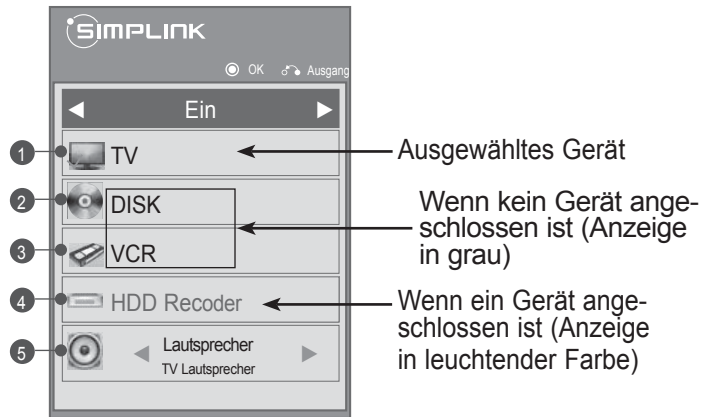 SIMPLINK
OK Ausgang
Ein
1 TV
Ausgewähltes Gerät
2 DISK
3 VCR
Wenn kein Gerät ange-
schlossen ist (Anzeige
in grau)
4 HDD Recoder
Wenn ein Gerät ange-
schlossen ist (Anzeige
in leuchtender Farbe)
5 Lautsprecher
TV Lautsprecher